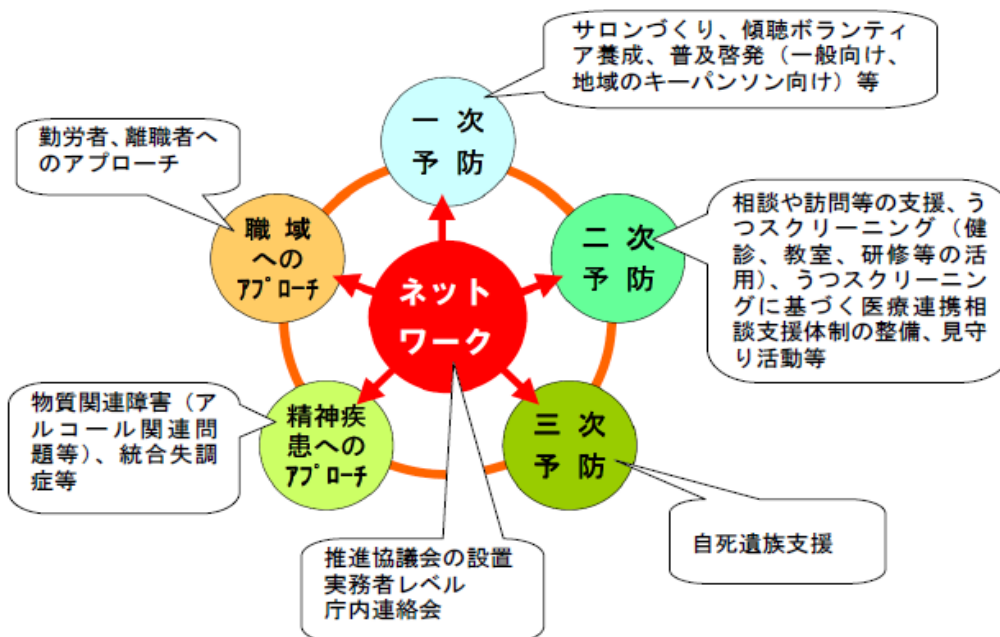 サロンづくり、傾聴ボランティ
ア養成、普及啓発（一般向け、
地域のキーパンソン向け）等
一 次
予 防
勤労者、離職者へ
のアプローチ
職 域
への
ｱﾌﾟﾛｰﾁ
二 次
予 防
相談や訪問等の支援、う
つスクリーニング（健
診、教室、研修等の活
用）、うつスクリーニン
グに基づく医療連携相
談支援体制の整備、見守
り活動等
ネット
ワーク
物質関連障害（ア
ルコール関連問
題等）、統合失調
症等
精神疾
患への
ｱﾌﾟﾛｰﾁ
三 次
予 防
推進協議会の設置
実務者レベル
庁内連絡会
自死遺族支援